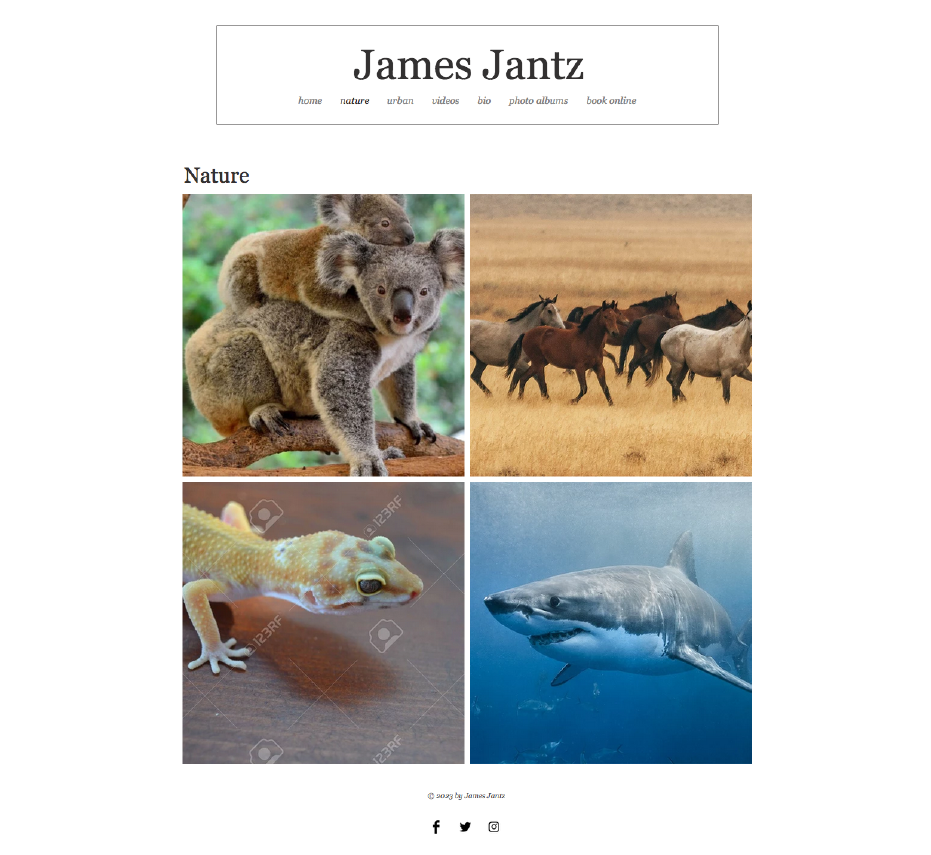 James Jantz
home nature urban videos bio photo albums book online
Nature
123RF
123RF
123RF
© 2023 by James Jantz